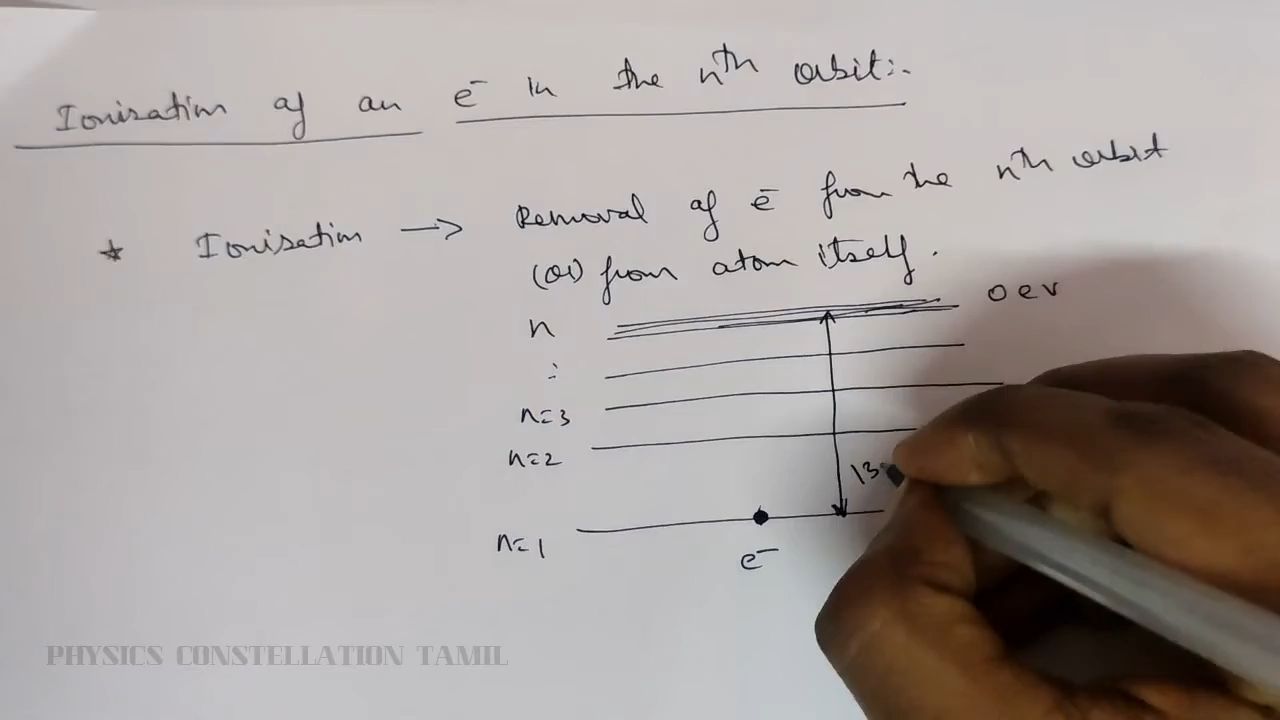 Ionisation of an e⁻ in the nth orbit:-
* Ionisation → Removal of e⁻ from the nth orbit
(or) from atom itself.
n 0 ev
:
n=3
n=2
13
n=1
e⁻
PHYSICS CONSTELLATION TAMIL